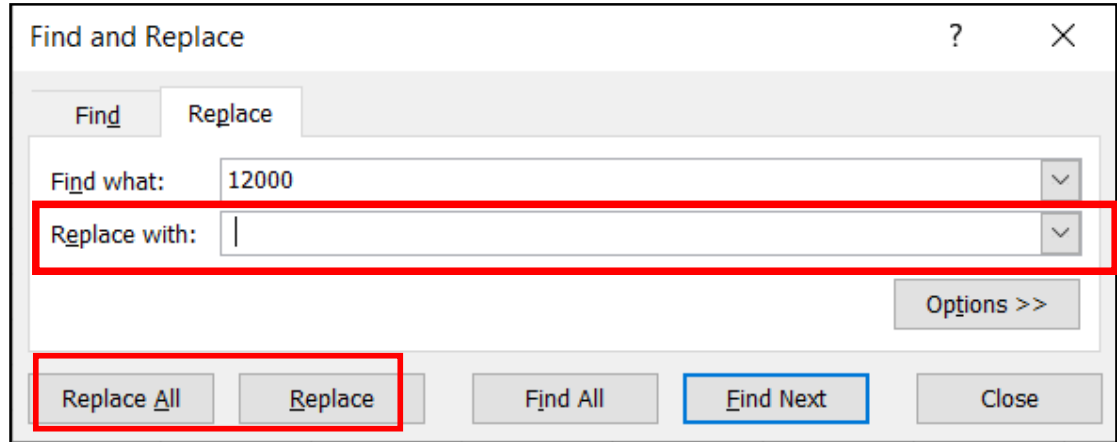 Find and Replace ?
Find Replace
Find what: 12000
Replace with:
Options >>
Replace All Replace Find All Find Next Close